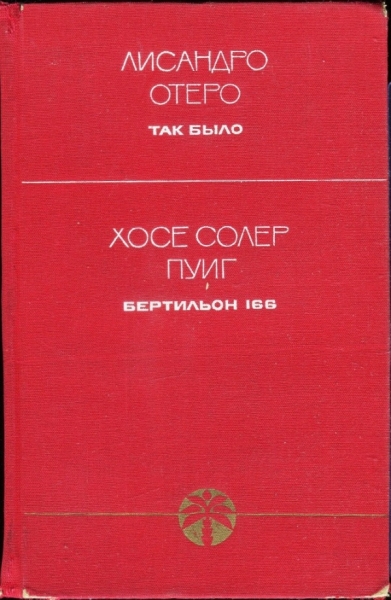 ЛИСАНДРО
ОТЕРО
ТАК БЫЛО
ХОСЕ СОЛЕР
ПУИГ
БЕРТИЛЬОН 166